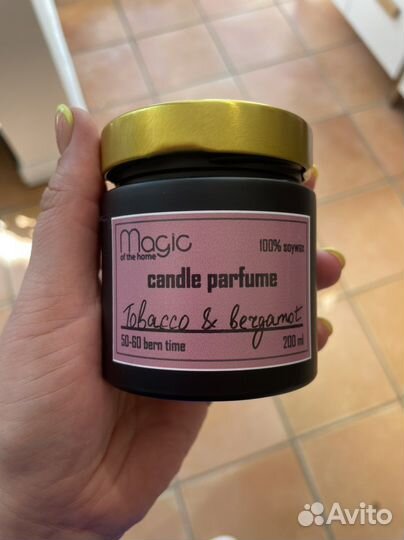 Magic
of the home
100% soywax
candle parfume
Tobacco & bergamot
50-60 bern time
200 ml
Avito